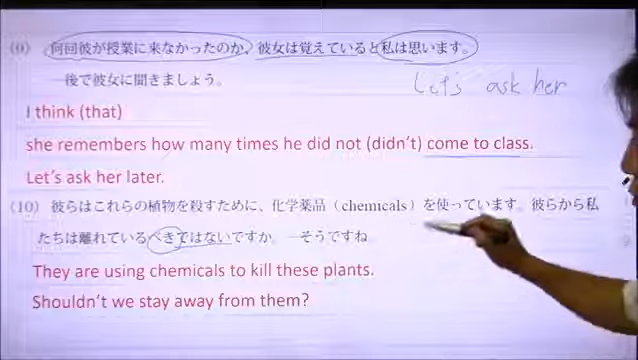 (9) 何回彼が授業に来なかったのか、彼女は覚えていると私は思います。
―後で彼女に聞きましょう。
Let's ask her
I think (that)
she remembers how many times he did not (didn't) come to class.
Let's ask her later.
(10) 彼らはこれらの植物を殺すために、化学薬品（chemicals）を使っています。彼らから私
たちは離れているべきではないですか。―そうですね。
They are using chemicals to kill these plants.
Shouldn't we stay away from them?